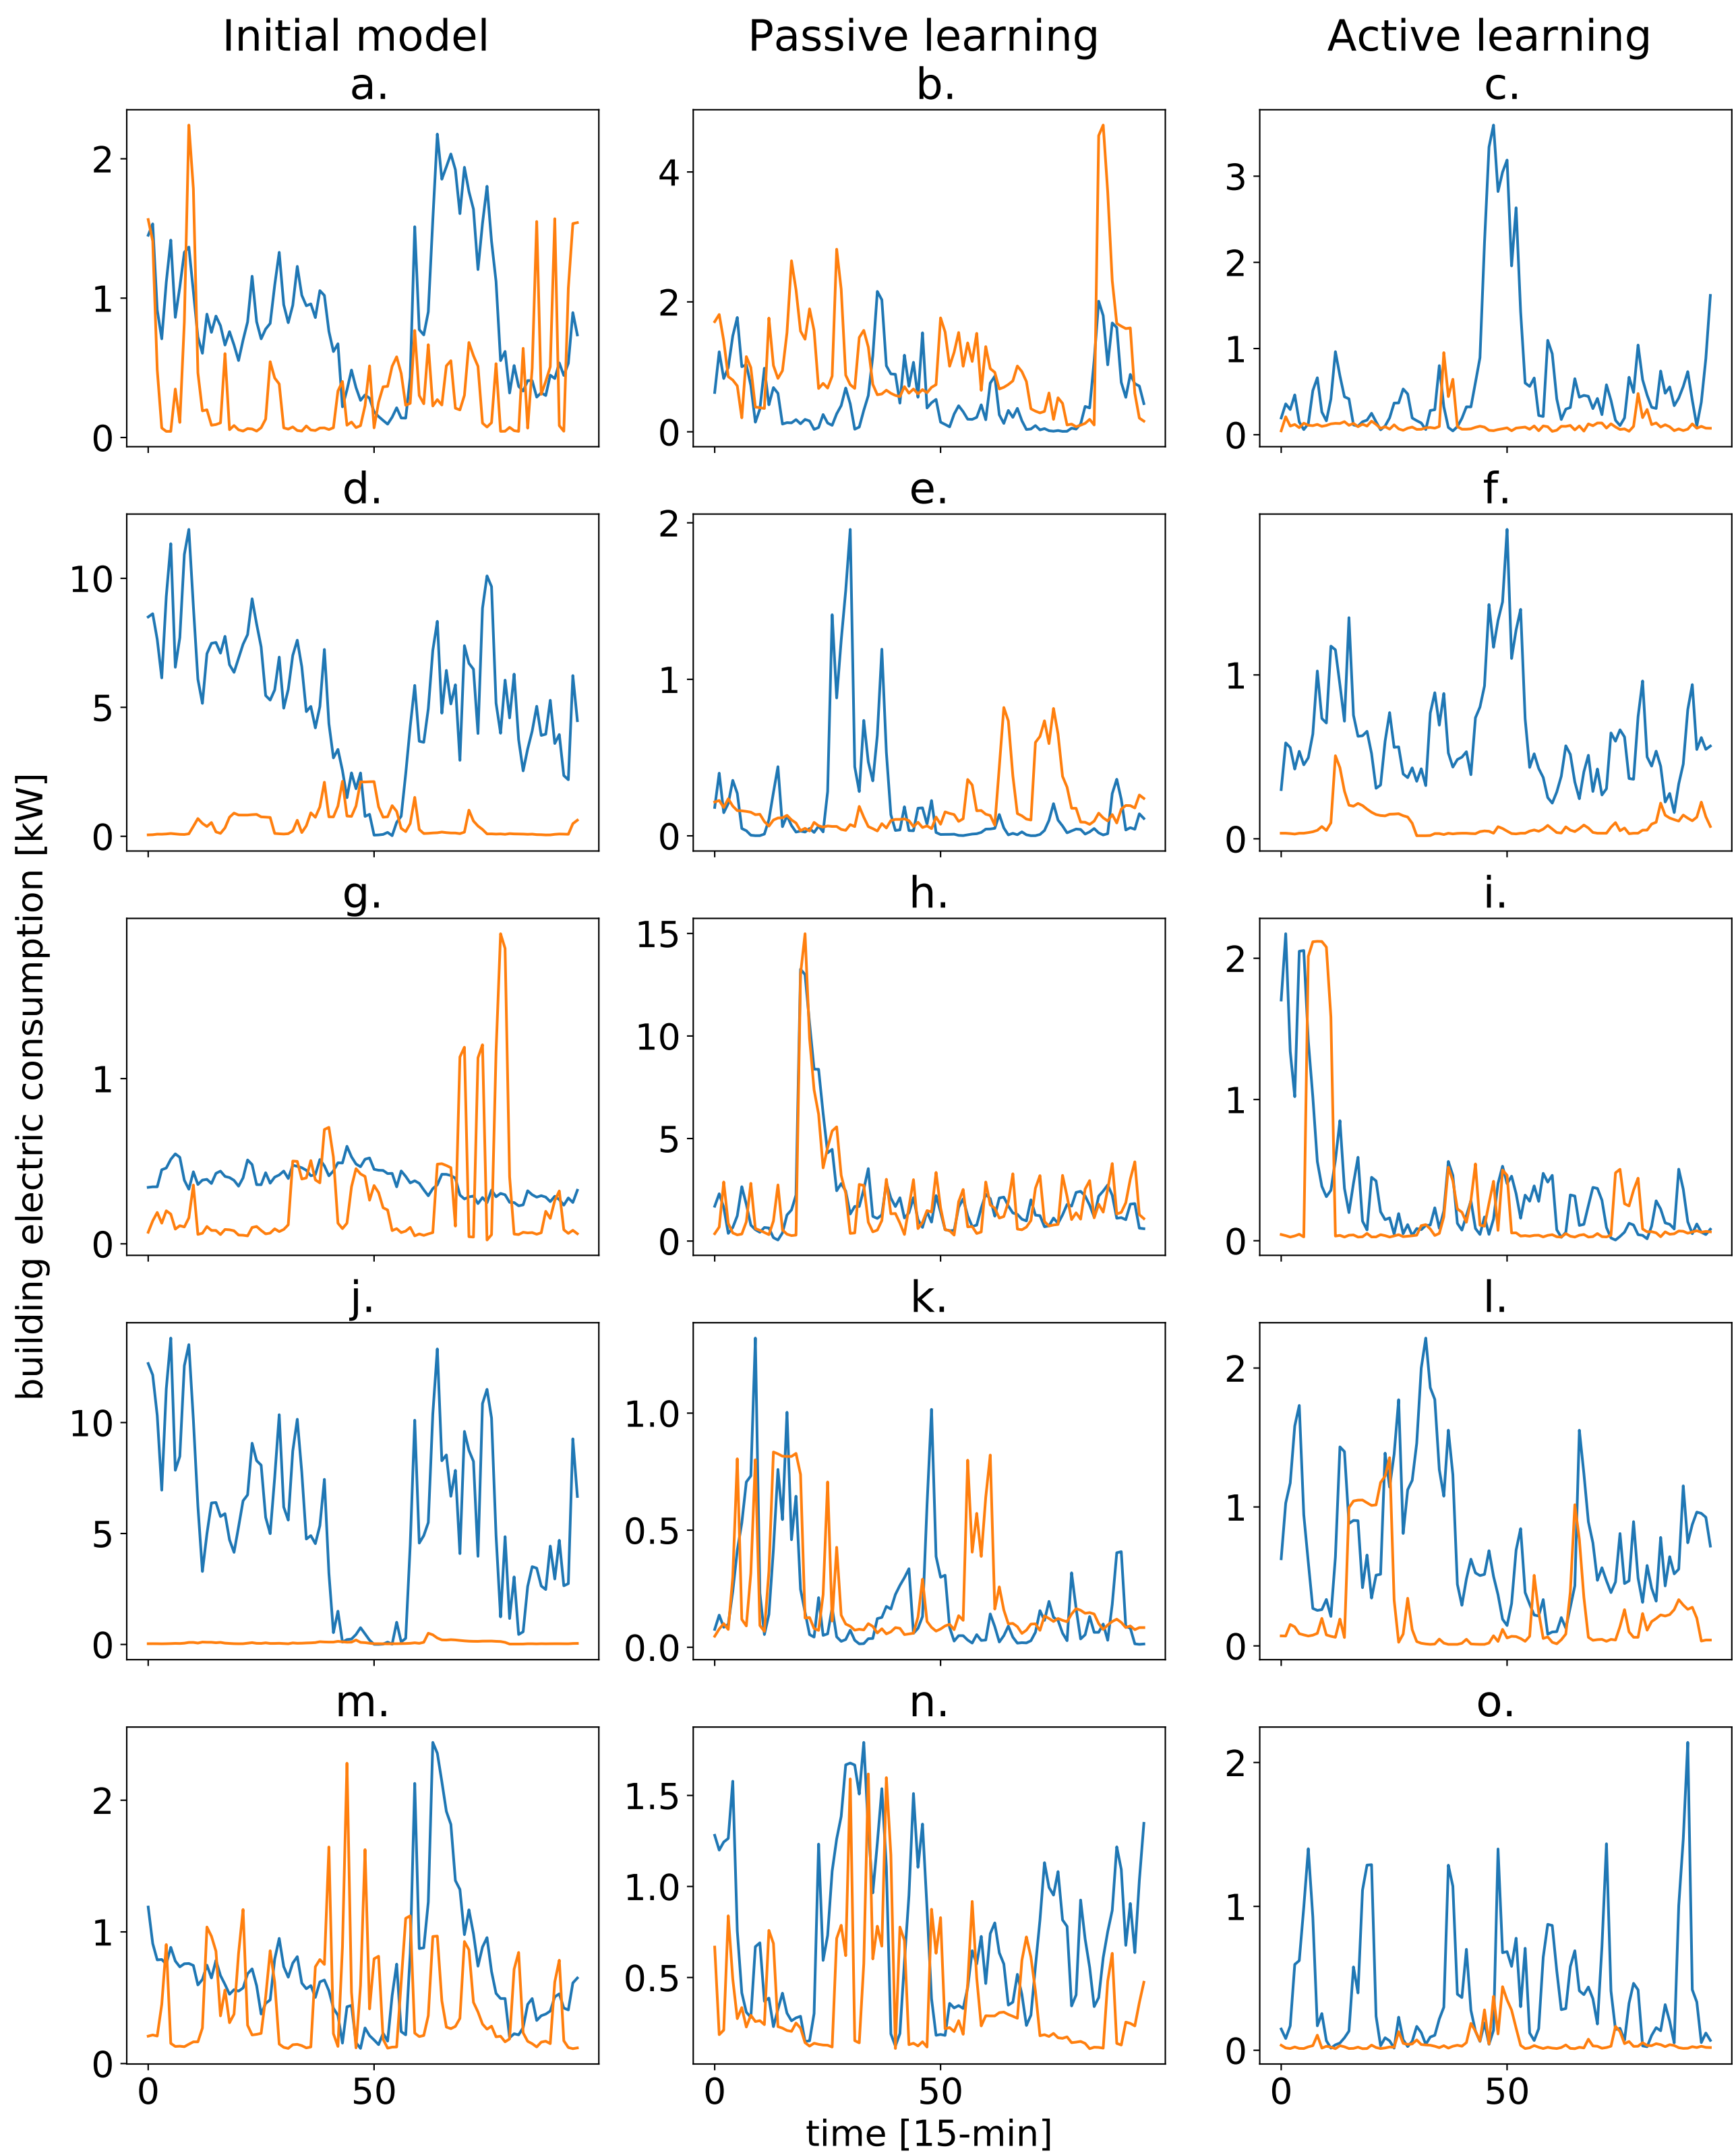 Initial model Passive learning Active learning
a. b. c.
2 4 3
1 2 2
0 0 1
0
d. e. f.
10 2 1
5 1 0
0 0
g. h. i.
1 15 2
0 10 1
5 0
0
j. k. l.
10 1.0 2
5 0.5 1
0 0.0 0
m. n. o.
2 1.5 2
1 1.0 1
0 0.5 0
0 50 0 50 0 50
time [15-min]
building electric consumption [kW]